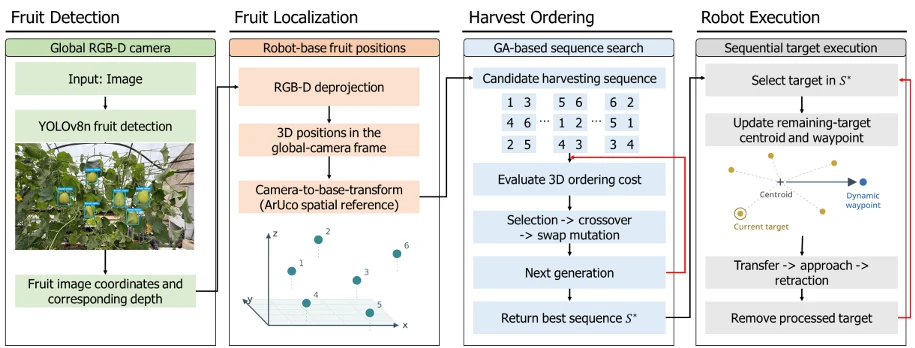 Fruit Detection
Global RGB-D camera
Input: Image
YOLOv8n fruit detection
Fruit image coordinates and
corresponding depth
Fruit Localization
Robot-base fruit positions
RGB-D deprojection
3D positions in the
global-camera frame
Camera-to-base-transform
(ArUco spatial reference)
z
2
6
1
3
y
4
5
x
Harvest Ordering
GA-based sequence search
Candidate harvesting sequence
1 3 5 6 6 2
4 6 ... 1 2 ... 5 1
2 5 4 3 3 4
Evaluate 3D ordering cost
Selection -> crossover
-> swap mutation
Next generation
Return best sequence S*
Robot Execution
Sequential target execution
Select target in S*
Update remaining-target
centroid and waypoint
Centroid
Dynamic
waypoint
Current target
Transfer -> approach ->
retraction
Remove processed target